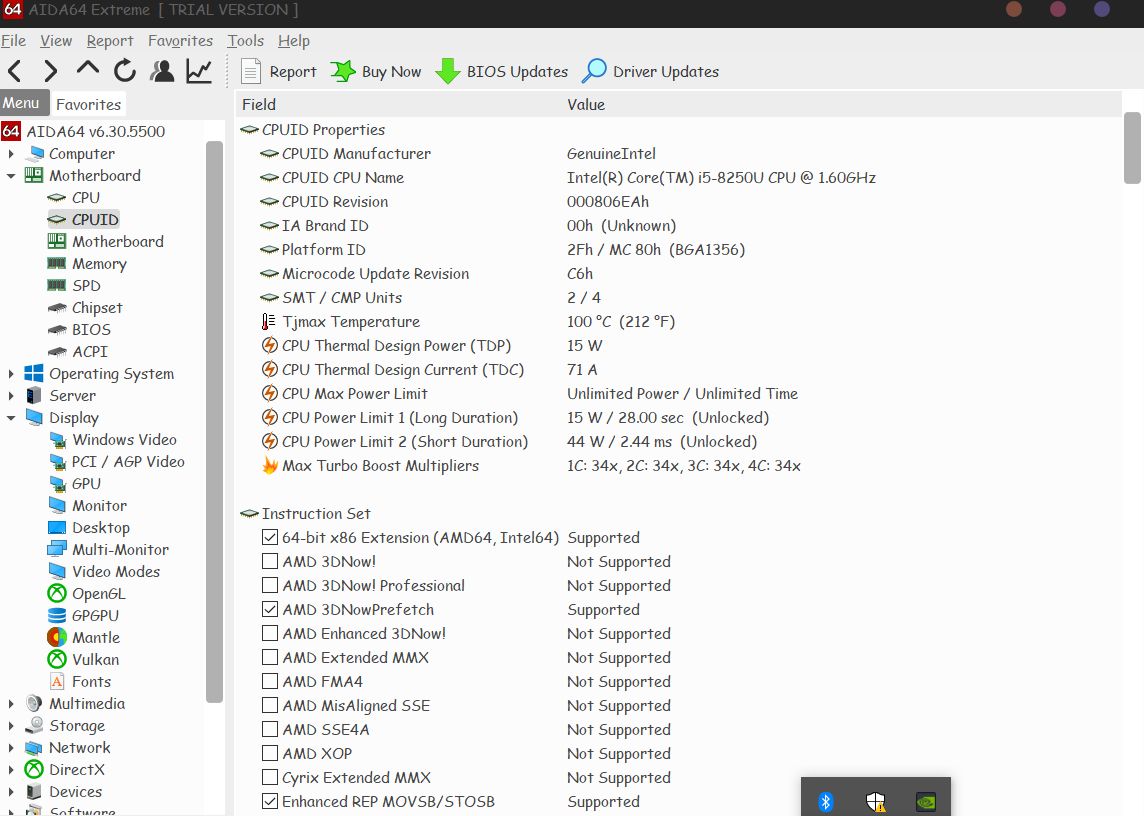 64 AIDA64 Extreme [ TRIAL VERSION ]
File View Report Favorites Tools Help
Report Buy Now BIOS Updates Driver Updates
Menu Favorites
64 AIDA64 v6.30.5500
Computer
Motherboard
CPU
CPUID
Motherboard
Memory
SPD
Chipset
BIOS
ACPI
Operating System
Server
Display
Windows Video
PCI / AGP Video
GPU
Monitor
Desktop
Multi-Monitor
Video Modes
OpenGL
GPGPU
Mantle
Vulkan
A Fonts
Multimedia
Storage
Network
DirectX
Devices
Software
Field Value
CPUID Properties
CPUID Manufacturer GenuineIntel
CPUID CPU Name Intel(R) Core(TM) i5-8250U CPU @ 1.60GHz
CPUID Revision 000806EAh
IA Brand ID 00h (Unknown)
Platform ID 2Fh / MC 80h (BGA1356)
Microcode Update Revision C6h
SMT / CMP Units 2 / 4
Tjmax Temperature 100 °C (212 °F)
CPU Thermal Design Power (TDP) 15 W
CPU Thermal Design Current (TDC) 71 A
CPU Max Power Limit Unlimited Power / Unlimited Time
CPU Power Limit 1 (Long Duration) 15 W / 28.00 sec (Unlocked)
CPU Power Limit 2 (Short Duration) 44 W / 2.44 ms (Unlocked)
Max Turbo Boost Multipliers 1C: 34x, 2C: 34x, 3C: 34x, 4C: 34x
Instruction Set
64-bit x86 Extension (AMD64, Intel64) Supported
AMD 3DNow! Not Supported
AMD 3DNow! Professional Not Supported
AMD 3DNowPrefetch Supported
AMD Enhanced 3DNow! Not Supported
AMD Extended MMX Not Supported
AMD FMA4 Not Supported
AMD MisAligned SSE Not Supported
AMD SSE4A Not Supported
AMD XOP Not Supported
Cyrix Extended MMX Not Supported
Enhanced REP MOVSB/STOSB Supported